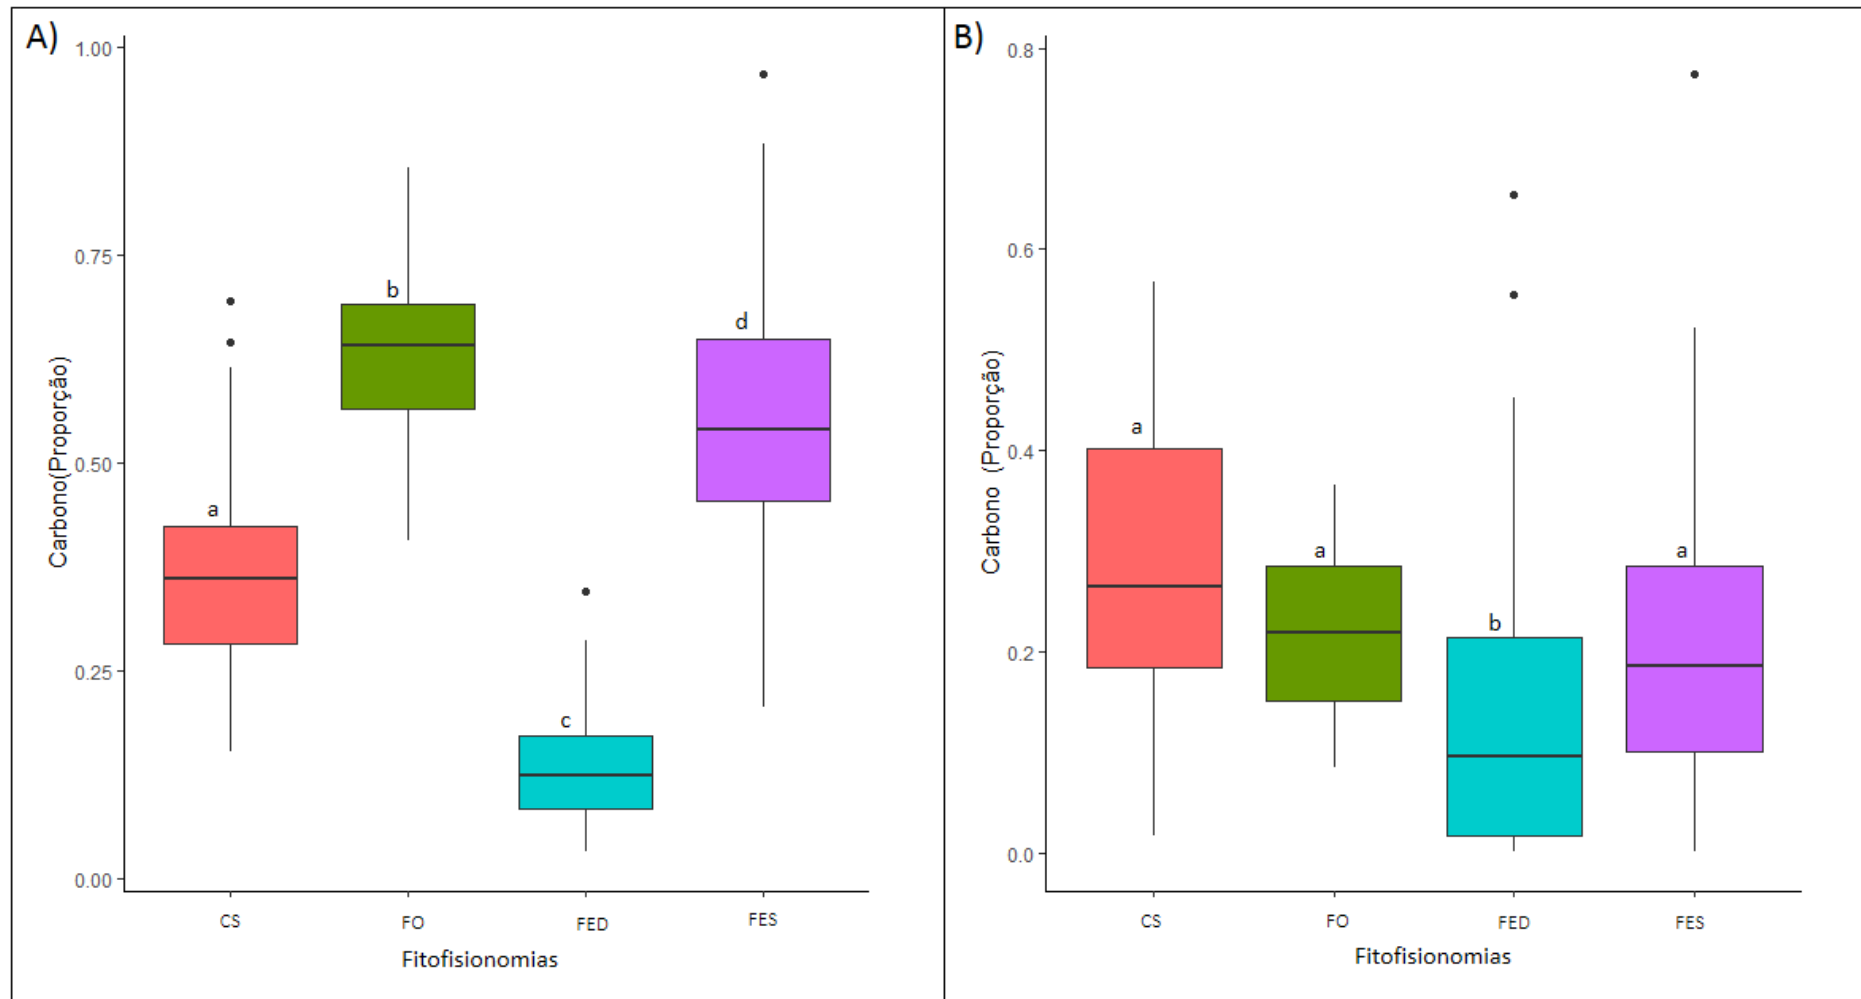 A)
1.00
0.75
0.50
0.25
0.00
Carbono(Proporção)
a
b
c
d
CS
FO
FED
FES
Fitofisionomias
B)
0.8
0.6
0.4
0.2
0.0
Carbono (Proporção)
a
a
b
a
CS
FO
FED
FES
Fitofisionomias